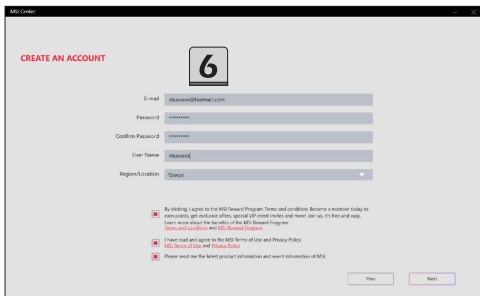 MSI Center
CREATE AN ACCOUNT
6
E-mail
ntuxxxxx@hotmail.com
Password
*********
Confirm Password
*********
User Name
ntuxxxxx
Region/Location
Taiwan
By clicking, I agree to the MSI Reward Program Terms and condition. Become a member today to
earn points, get exclusive offers, special VIP event invites and more! Join us. It's free and easy.
Learn more about the benefits of the MSI Reward Program.
Terms and condition and MSI Reward Program
I have read and agree to the MSI Terms of Use and Privacy Policy.
MSI Terms of Use and Privacy Policy
Please send me the latest product information and event information of MSI.
Prev
Next